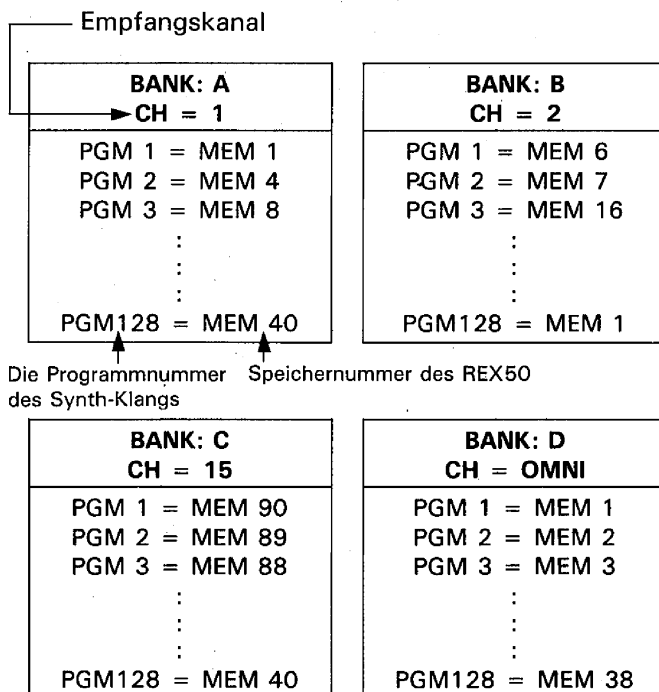 Empfangskanal
BANK: A
CH = 1
PGM 1 = MEM 1
PGM 2 = MEM 4
PGM 3 = MEM 8
:
:
:
PGM128 = MEM 40
BANK: B
CH = 2
PGM 1 = MEM 6
PGM 2 = MEM 7
PGM 3 = MEM 16
:
:
:
PGM128 = MEM 1
Die Programmnummer
des Synth-Klangs
Speichernummer des REX50
BANK: C
CH = 15
PGM 1 = MEM 90
PGM 2 = MEM 89
PGM 3 = MEM 88
:
:
:
PGM128 = MEM 40
BANK: D
CH = OMNI
PGM 1 = MEM 1
PGM 2 = MEM 2
PGM 3 = MEM 3
:
:
:
PGM128 = MEM 38